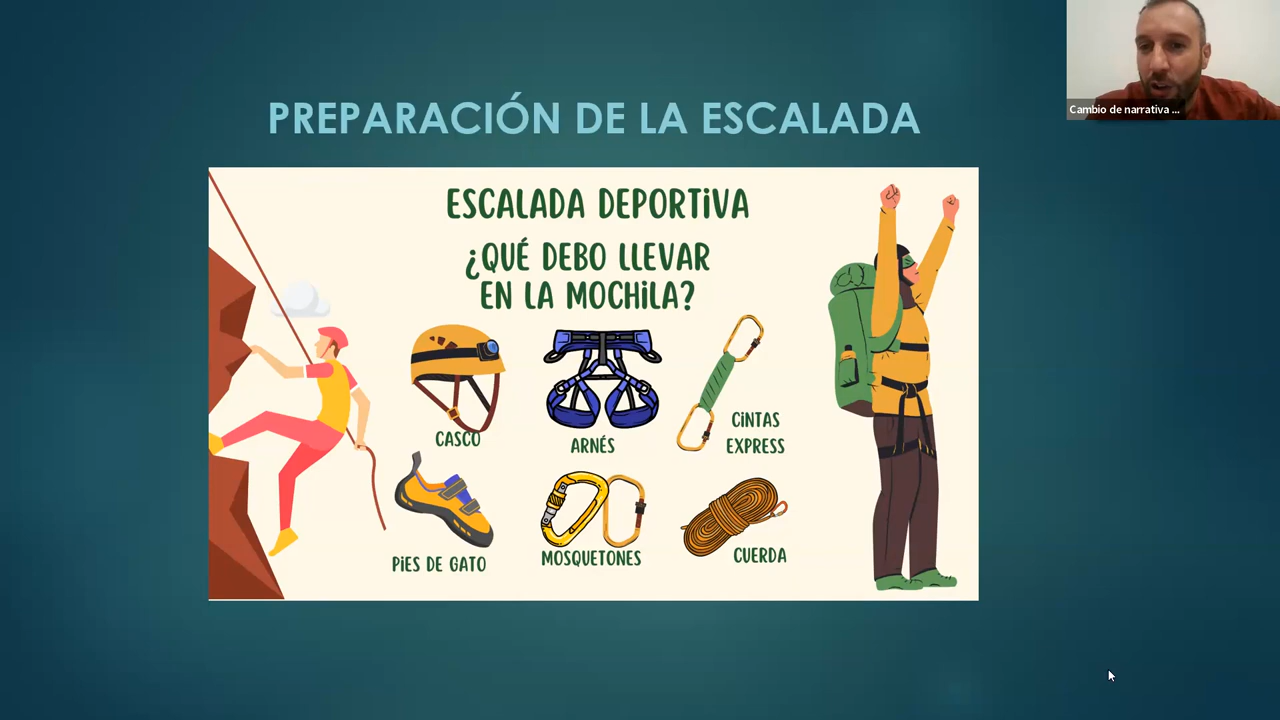 PREPARACIÓN DE LA ESCALADA
Cambio de narrativa ...
ESCALADA DEPORTiVA
¿QUÉ DEBO LLEVAR
EN LA MOCHiLA?
CASCO
ARNÉS
CiNTAS
EXPRESS
PiES DE GATO
MOSQUETONES
CUERDA